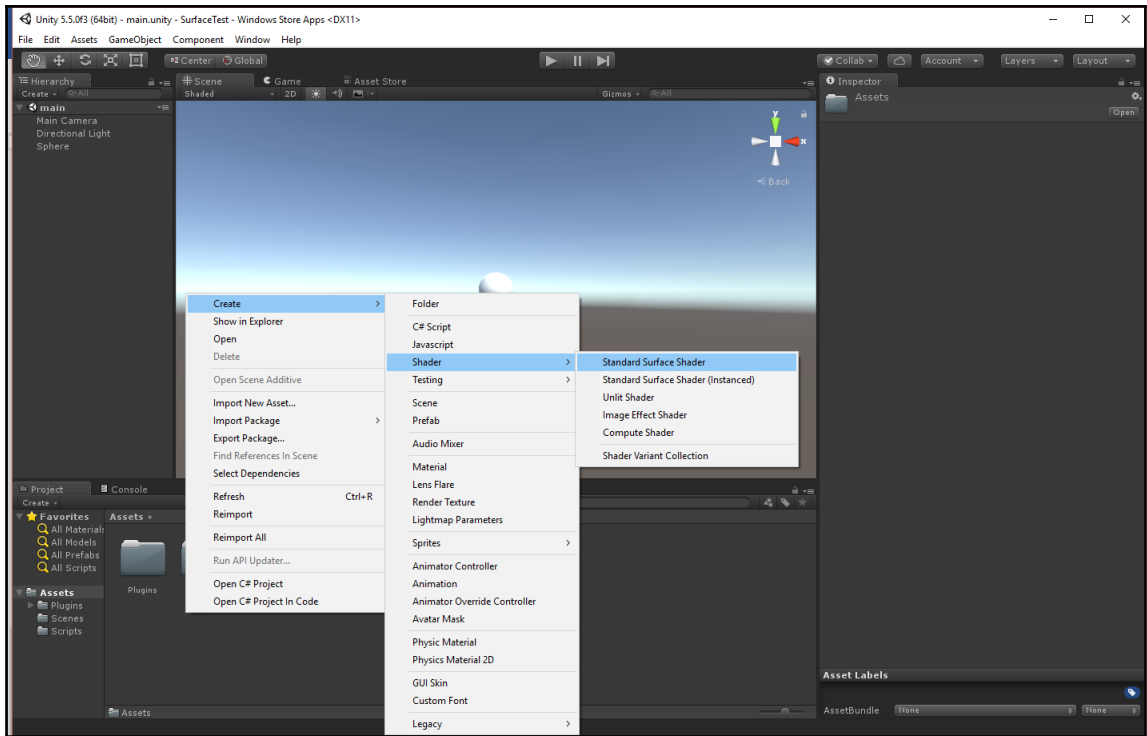 Unity 5.5.0f3 (64bit) - main.unity - SurfaceTest - Windows Store Apps <DX11>
File Edit Assets GameObject Component Window Help
Center Global
Collab
Account
Layers
Layout
Hierarchy
Create
All
main
Main Camera
Directional Light
Sphere
Scene
Game
Asset Store
Shaded
2D
Gizmos
All
y
x
Back
Inspector
Assets
Open
Create
Show in Explorer
Open
Delete
Open Scene Additive
Import New Asset...
Import Package
Export Package...
Find References In Scene
Select Dependencies
Refresh Ctrl+R
Reimport
Reimport All
Run API Updater...
Open C# Project
Open C# Project In Code
Folder
C# Script
Javascript
Shader
Testing
Scene
Prefab
Audio Mixer
Material
Lens Flare
Render Texture
Lightmap Parameters
Sprites
Animator Controller
Animation
Animator Override Controller
Avatar Mask
Physic Material
Physics Material 2D
GUI Skin
Custom Font
Legacy
Standard Surface Shader
Standard Surface Shader (Instanced)
Unlit Shader
Image Effect Shader
Compute Shader
Shader Variant Collection
Project
Console
Create
Favorites
All Materials
All Models
All Prefabs
All Scripts
Assets
Plugins
Scenes
Scripts
Assets
Plugins
Assets
Asset Labels
AssetBundle None None